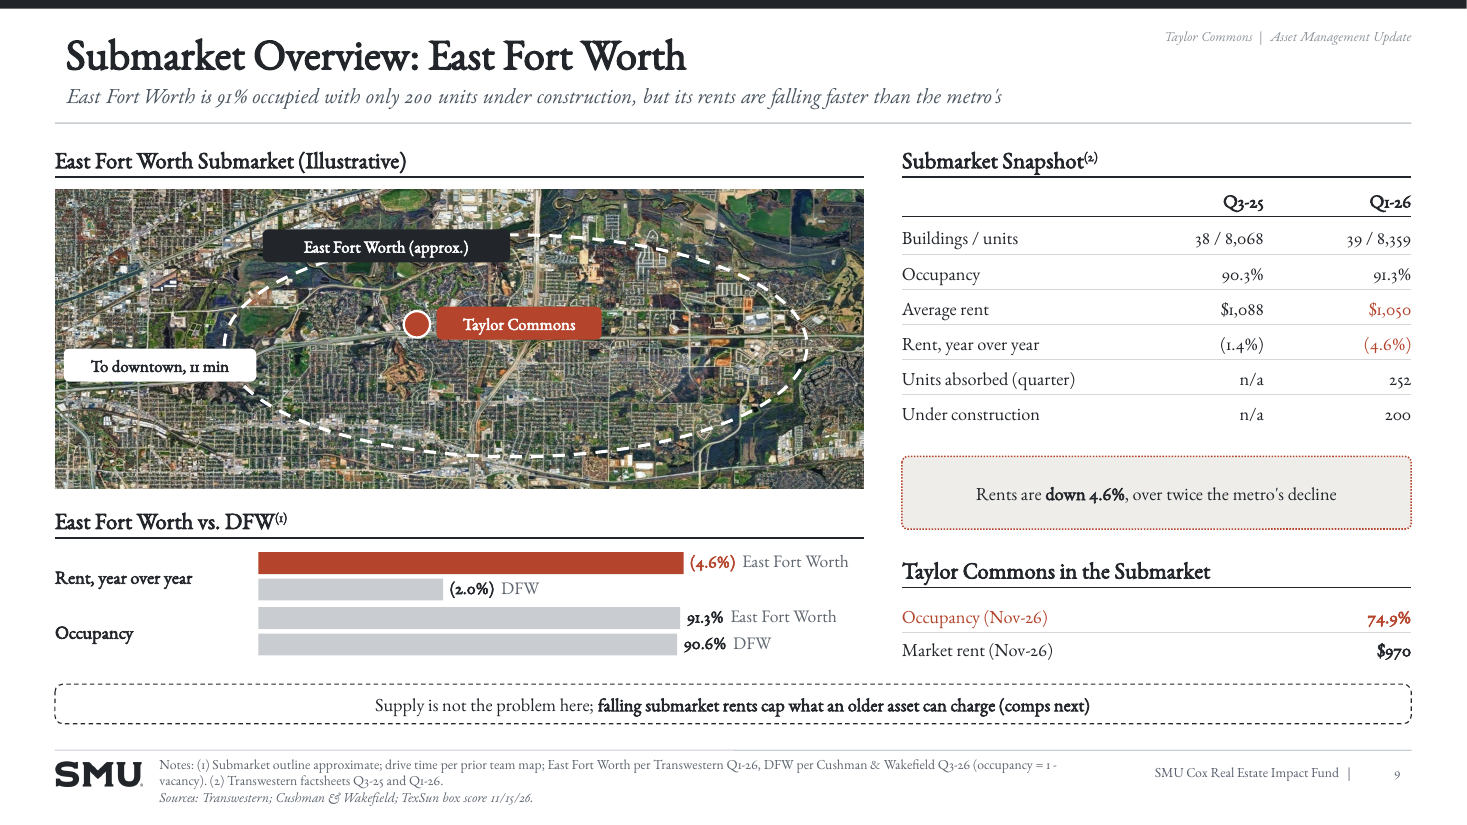 Taylor Commons | Asset Management Update
Submarket Overview: East Fort Worth
East Fort Worth is 91% occupied with only 200 units under construction, but its rents are falling faster than the metro's
East Fort Worth Submarket (Illustrative)
East Fort Worth (approx.)
Taylor Commons
To downtown, 11 min
East Fort Worth vs. DFW(1)
Rent, year over year
(4.6%) East Fort Worth
(2.0%) DFW
Occupancy
91.3% East Fort Worth
90.6% DFW
Submarket Snapshot(2)
Q3-25 Q1-26
Buildings / units 38 / 8,068 39 / 8,359
Occupancy 90.3% 91.3%
Average rent $1,088 $1,050
Rent, year over year (1.4%) (4.6%)
Units absorbed (quarter) n/a 252
Under construction n/a 200
Rents are down 4.6%, over twice the metro's decline
Taylor Commons in the Submarket
Occupancy (Nov-26) 74.9%
Market rent (Nov-26) $970
Supply is not the problem here; falling submarket rents cap what an older asset can charge (comps next)
SMU
Notes: (1) Submarket outline approximate; drive time per prior team map; East Fort Worth per Transwestern Q1-26, DFW per Cushman & Wakefield Q3-26 (occupancy = 1 -
vacancy). (2) Transwestern factsheets Q3-25 and Q1-26.
Sources: Transwestern; Cushman & Wakefield; TexSun box score 11/15/26.
SMU Cox Real Estate Impact Fund | 9